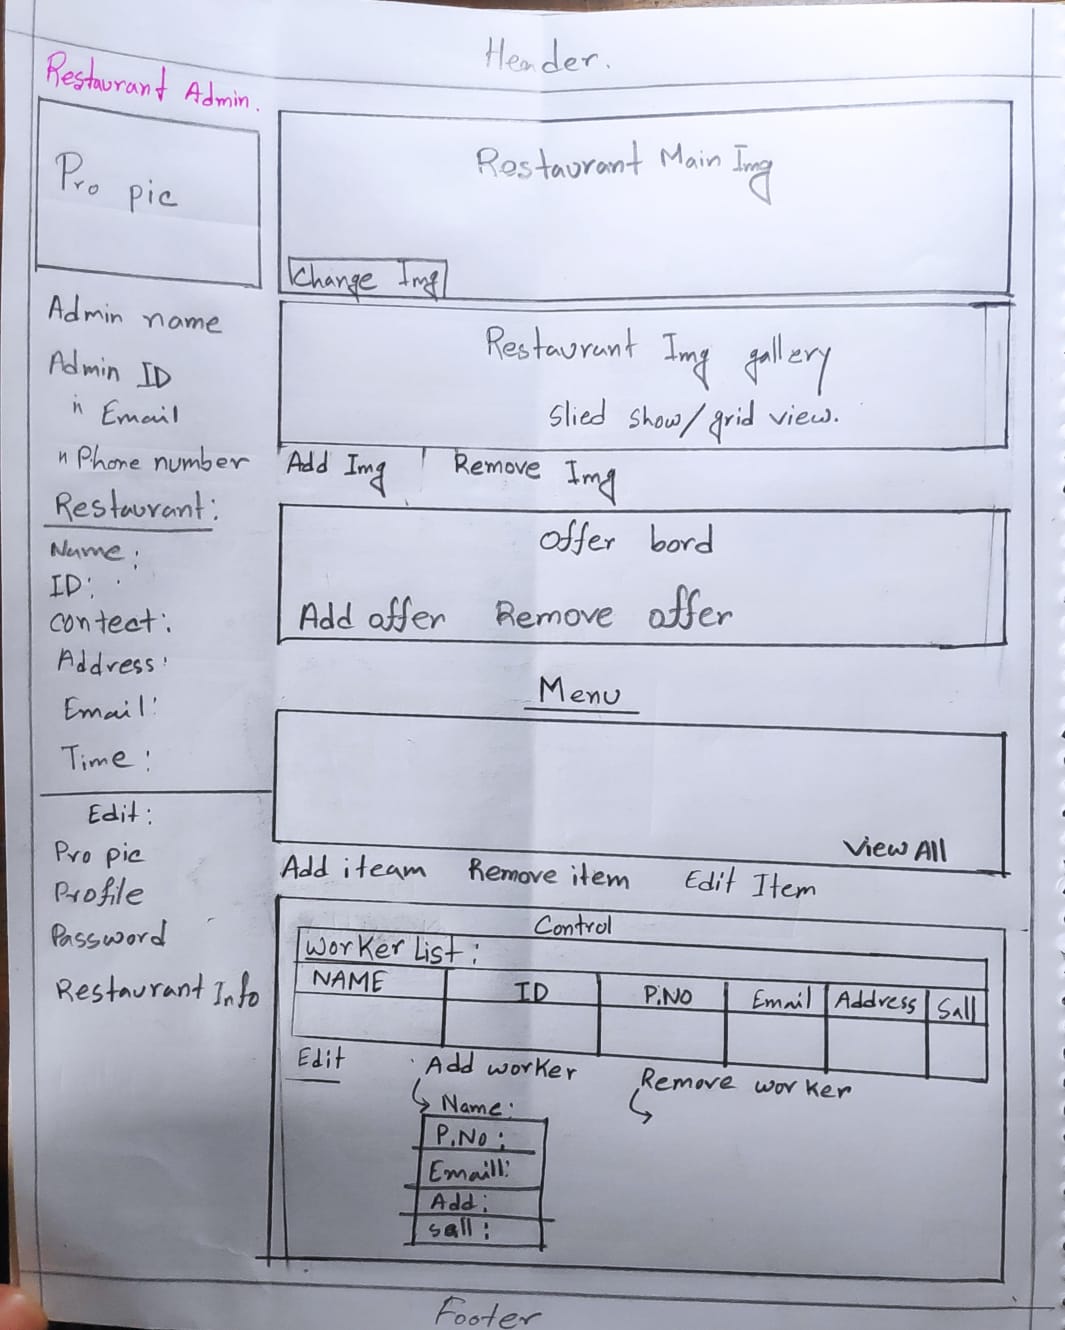 Header.
Restaurant Admin.
Pro pic
Admin name
Admin ID
" Email
" Phone number
Restaurant:
Name:
ID:
contect:
Address:
Email:
Time:
Edit:
Pro pic
Profile
Password
Restaurant Info
Restaurant Main Img
Change Img
Restaurant Img gallery
Slied show/grid view.
Add Img Remove Img
offer bord
Add offer Remove offer
Menu
View All
Add iteam Remove item Edit Item
Control
Worker List:
NAME ID P.NO Email Address Sall
Edit Add worker Remove worker
Name:
P.No:
Emaill:
Add:
Sall:
Footer